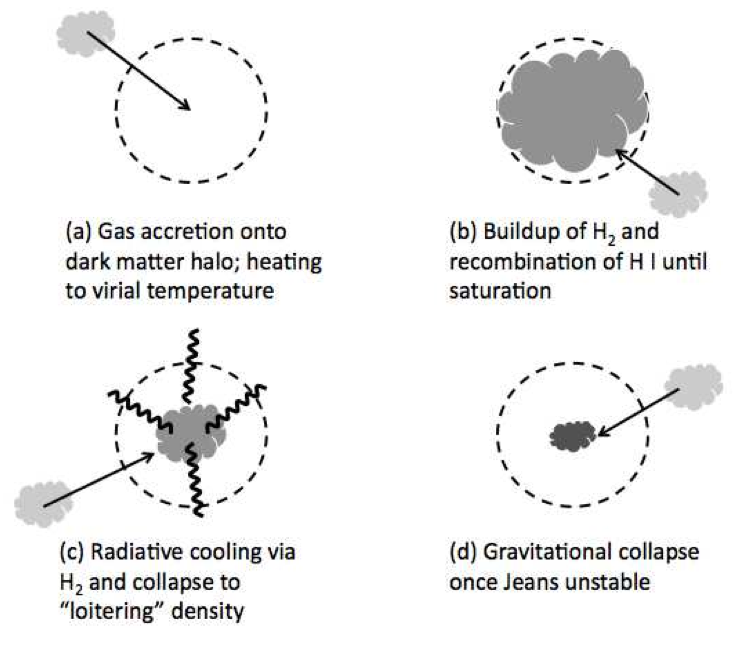 (a) Gas accretion onto
dark matter halo; heating
to virial temperature
(b) Buildup of H₂ and
recombination of H I until
saturation
(c) Radiative cooling via
H₂ and collapse to
“loitering” density
(d) Gravitational collapse
once Jeans unstable